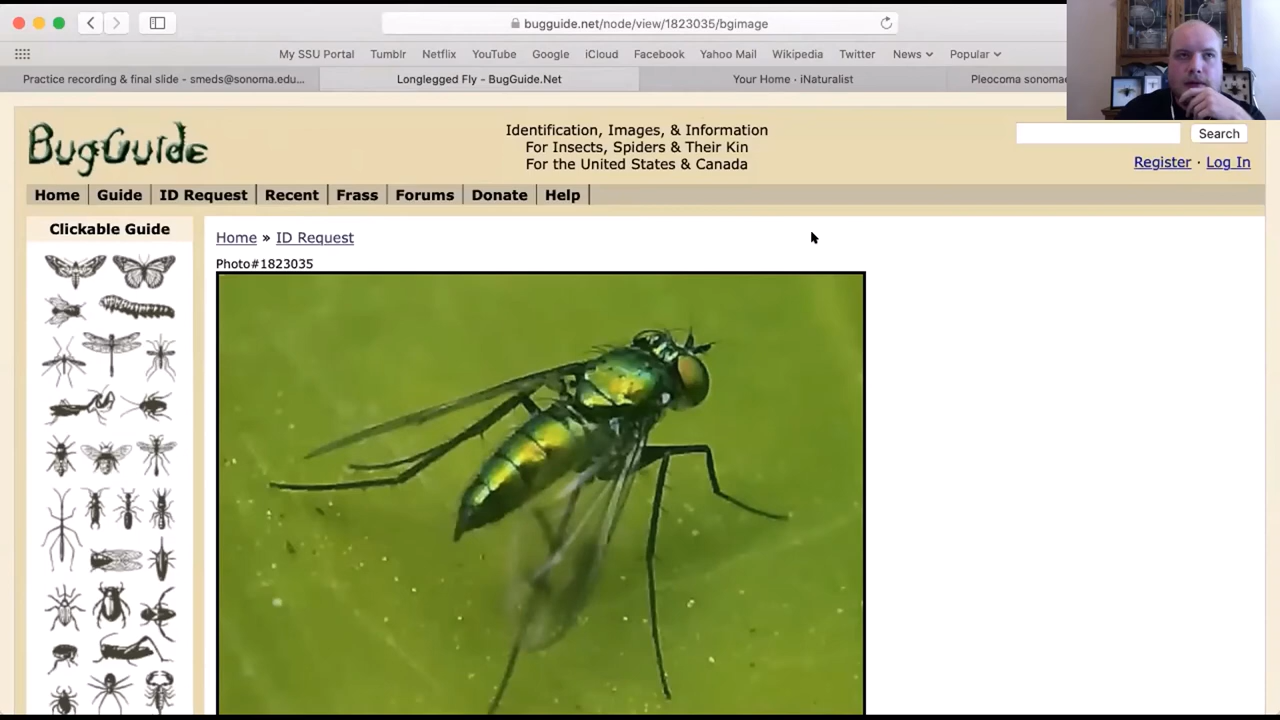 bugguide.net/node/view/1823035/bgimage
My SSU Portal Tumblr Netflix YouTube Google iCloud Facebook Yahoo Mail Wikipedia Twitter News Popular
Practice recording & final slide - smeds@sonoma.edu... Longlegged Fly - BugGuide.Net Your Home · iNaturalist Pleocoma sonomae
BugGuide
Identification, Images, & Information
For Insects, Spiders & Their Kin
For the United States & Canada
Search
Register · Log In
Home Guide ID Request Recent Frass Forums Donate Help
Clickable Guide
Home » ID Request
Photo#1823035